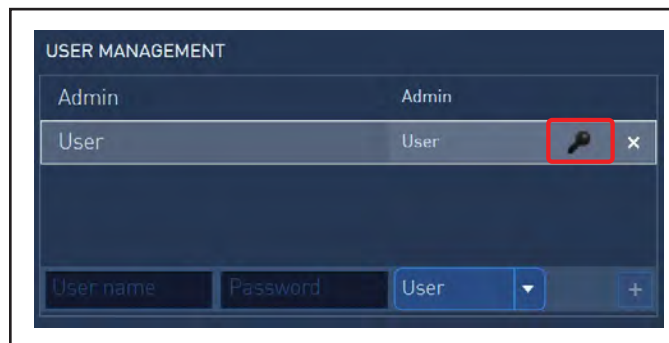 USER MANAGEMENT
Admin Admin
User User ×
User name Password User +